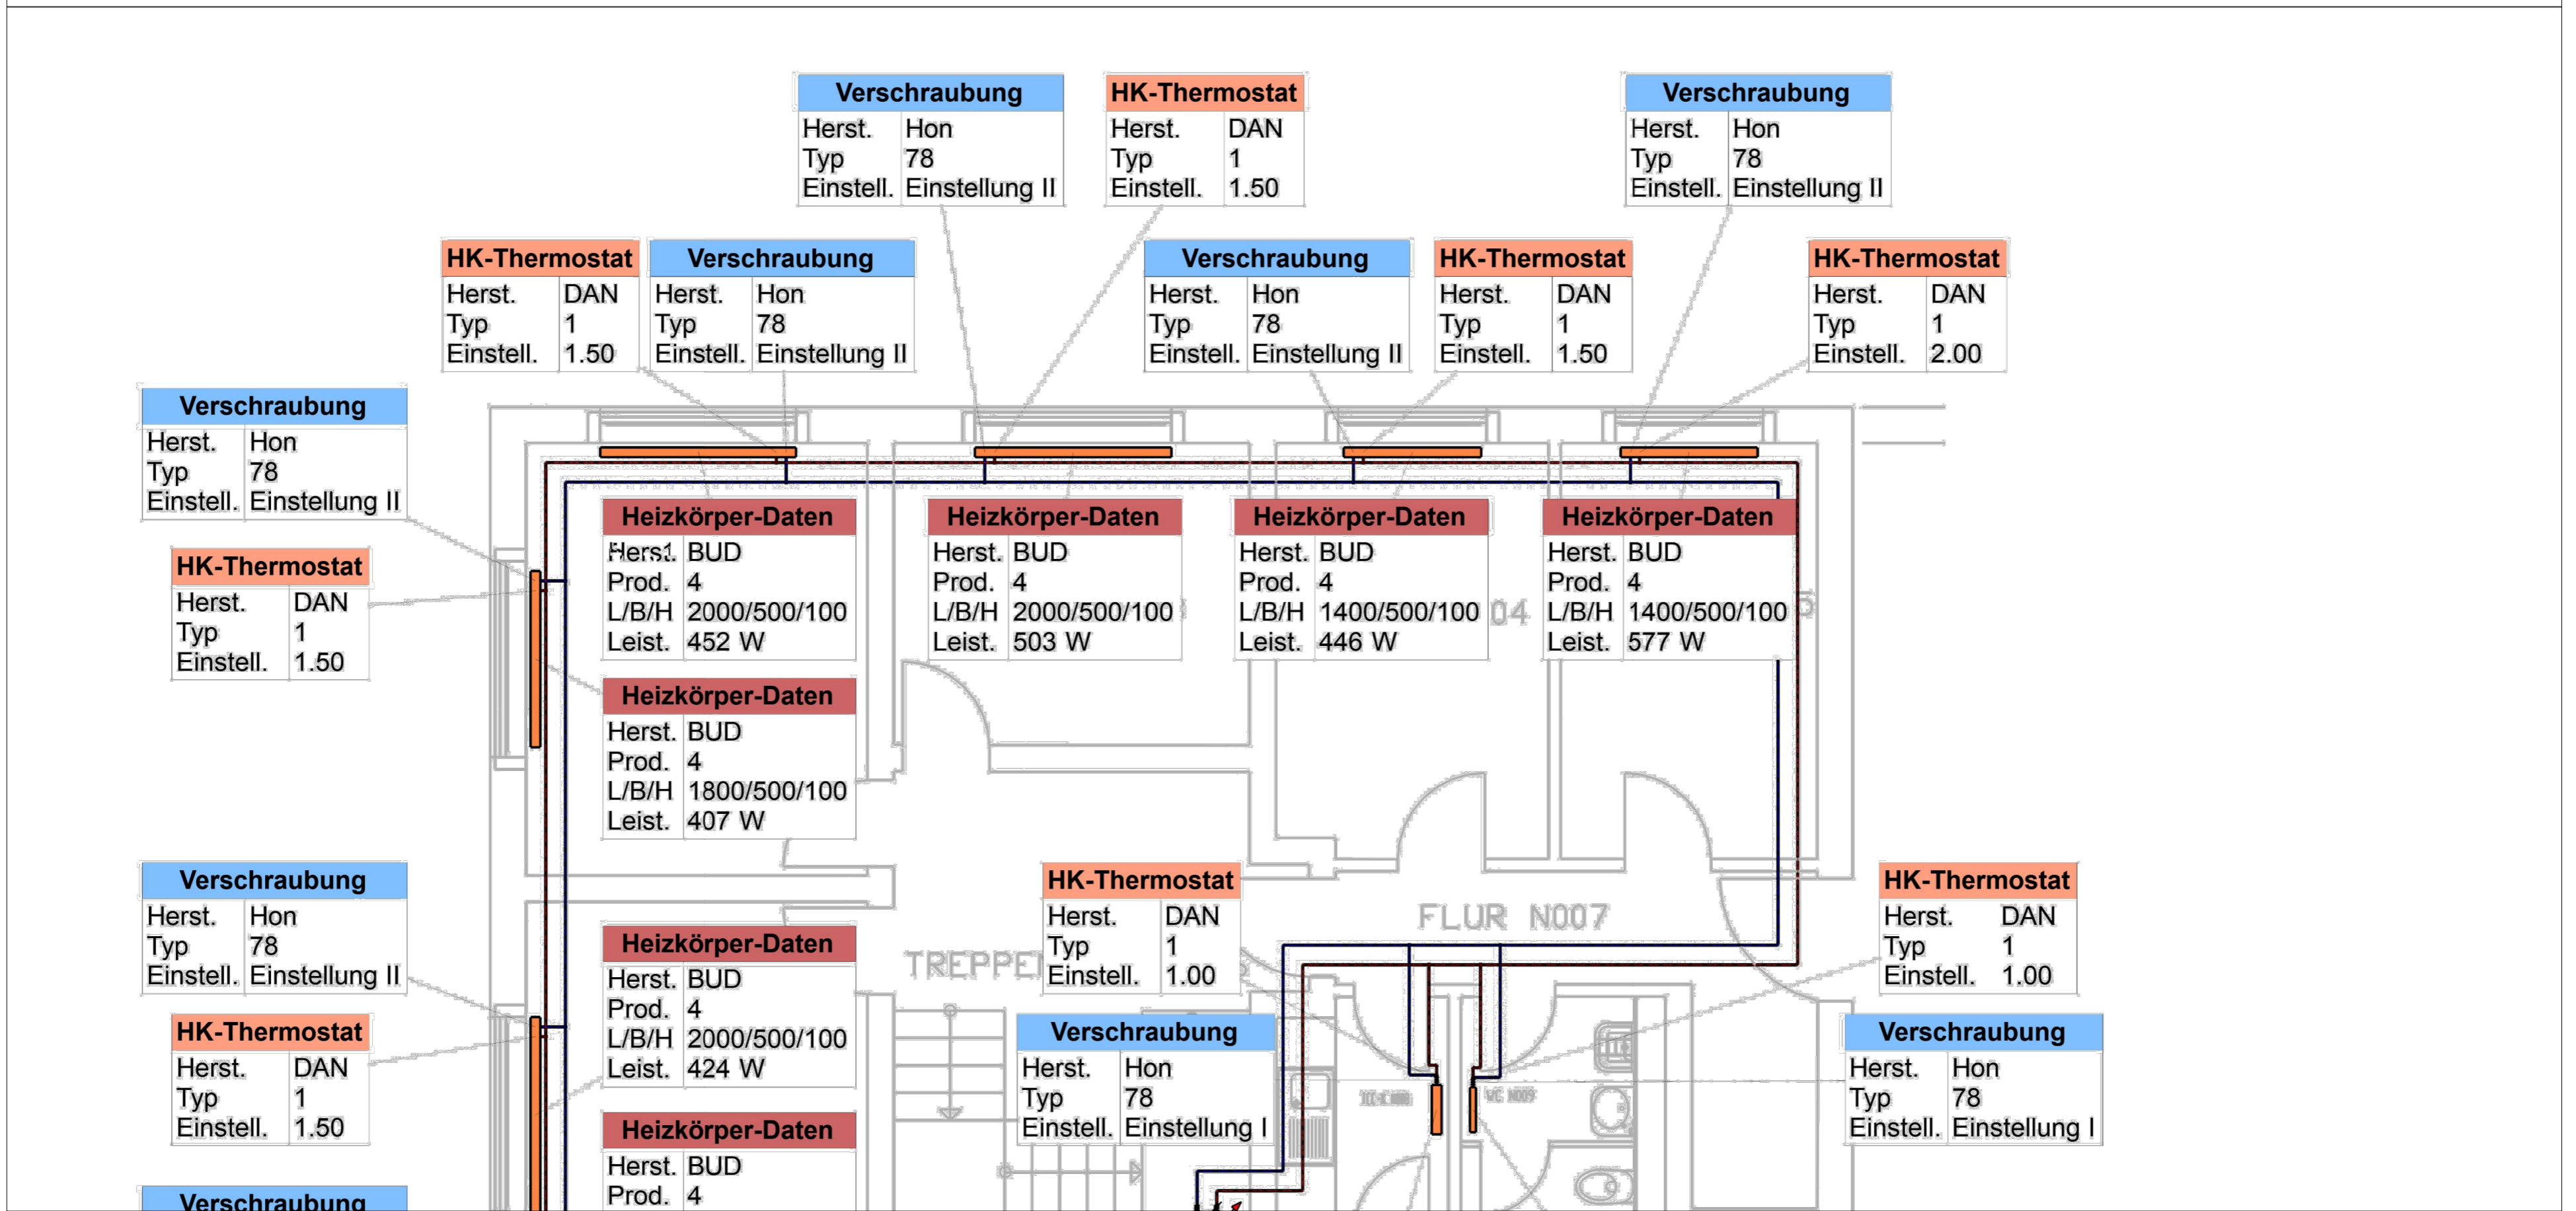 Verschraubung
Herst. Hon
Typ 78
Einstell. Einstellung II
HK-Thermostat
Herst. DAN
Typ 1
Einstell. 1.50
Verschraubung
Herst. Hon
Typ 78
Einstell. Einstellung II
HK-Thermostat
Herst. DAN
Typ 1
Einstell. 1.50
Verschraubung
Herst. Hon
Typ 78
Einstell. Einstellung II
Verschraubung
Herst. Hon
Typ 78
Einstell. Einstellung II
HK-Thermostat
Herst. DAN
Typ 1
Einstell. 1.50
HK-Thermostat
Herst. DAN
Typ 1
Einstell. 2.00
Verschraubung
Herst. Hon
Typ 78
Einstell. Einstellung II
HK-Thermostat
Herst. DAN
Typ 1
Einstell. 1.50
Heizkörper-Daten
Herst. BUD
Prod. 4
L/B/H 2000/500/100
Leist. 452 W
Heizkörper-Daten
Herst. BUD
Prod. 4
L/B/H 2000/500/100
Leist. 503 W
Heizkörper-Daten
Herst. BUD
Prod. 4
L/B/H 1400/500/100
Leist. 446 W
04
Heizkörper-Daten
Herst. BUD
Prod. 4
L/B/H 1400/500/100
Leist. 577 W
Heizkörper-Daten
Herst. BUD
Prod. 4
L/B/H 1800/500/100
Leist. 407 W
Verschraubung
Herst. Hon
Typ 78
Einstell. Einstellung II
HK-Thermostat
Herst. DAN
Typ 1
Einstell. 1.50
Heizkörper-Daten
Herst. BUD
Prod. 4
L/B/H 2000/500/100
Leist. 424 W
TREPPE
HK-Thermostat
Herst. DAN
Typ 1
Einstell. 1.00
FLUR N007
HK-Thermostat
Herst. DAN
Typ 1
Einstell. 1.00
Verschraubung
Herst. Hon
Typ 78
Einstell. Einstellung I
WC N009
Verschraubung
Herst. Hon
Typ 78
Einstell. Einstellung I
Heizkörper-Daten
Herst. BUD
Prod. 4
Verschraubung